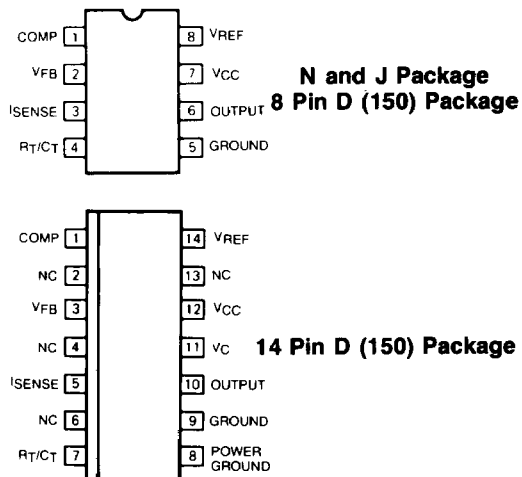 COMP 1 8 VREF
VFB 2 7 VCC
ISENSE 3 6 OUTPUT
RT/CT 4 5 GROUND
N and J Package
8 Pin D (150) Package
COMP 1 14 VREF
NC 2 13 NC
VFB 3 12 VCC
NC 4 11 VC
ISENSE 5 10 OUTPUT
NC 6 9 GROUND
RT/CT 7 8 POWER
GROUND
14 Pin D (150) Package